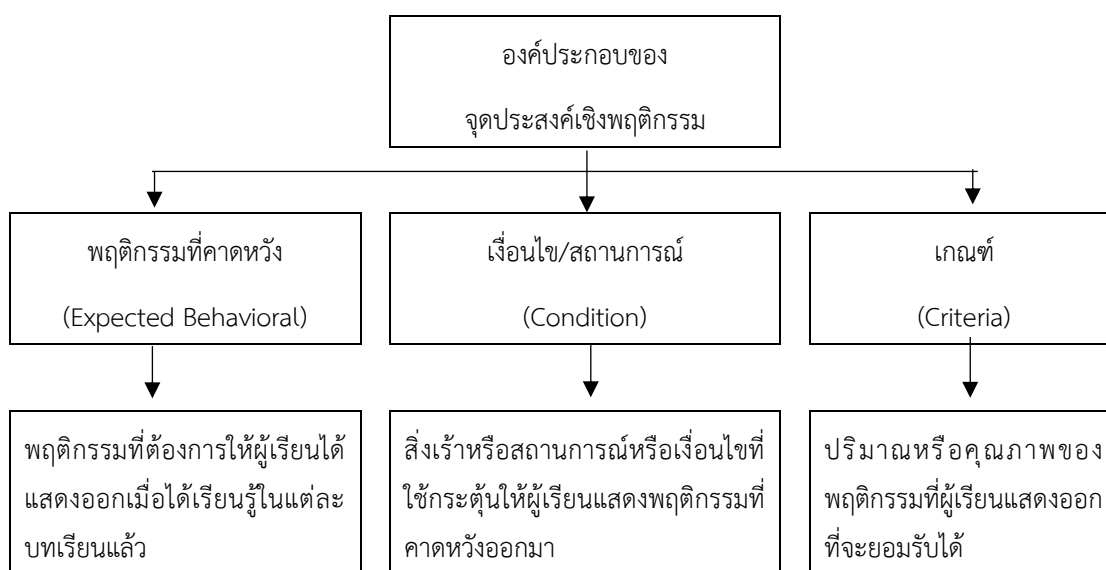 องค์ประกอบของ
จุดประสงค์เชิงพฤติกรรม
พฤติกรรมที่คาดหวัง
(Expected Behavioral)
เงื่อนไข/สถานการณ์
(Condition)
เกณฑ์
(Criteria)
พฤติกรรมที่ต้องการให้ผู้เรียนได้
แสดงออกเมื่อได้เรียนรู้ในแต่ละ
บทเรียนแล้ว
สิ่งเร้าหรือสถานการณ์หรือเงื่อนไขที่
ใช้กระตุ้นให้ผู้เรียนแสดงพฤติกรรมที่
คาดหวังออกมา
ปริมาณหรือคุณภาพของ
พฤติกรรมที่ผู้เรียนแสดงออก
ที่จะยอมรับได้